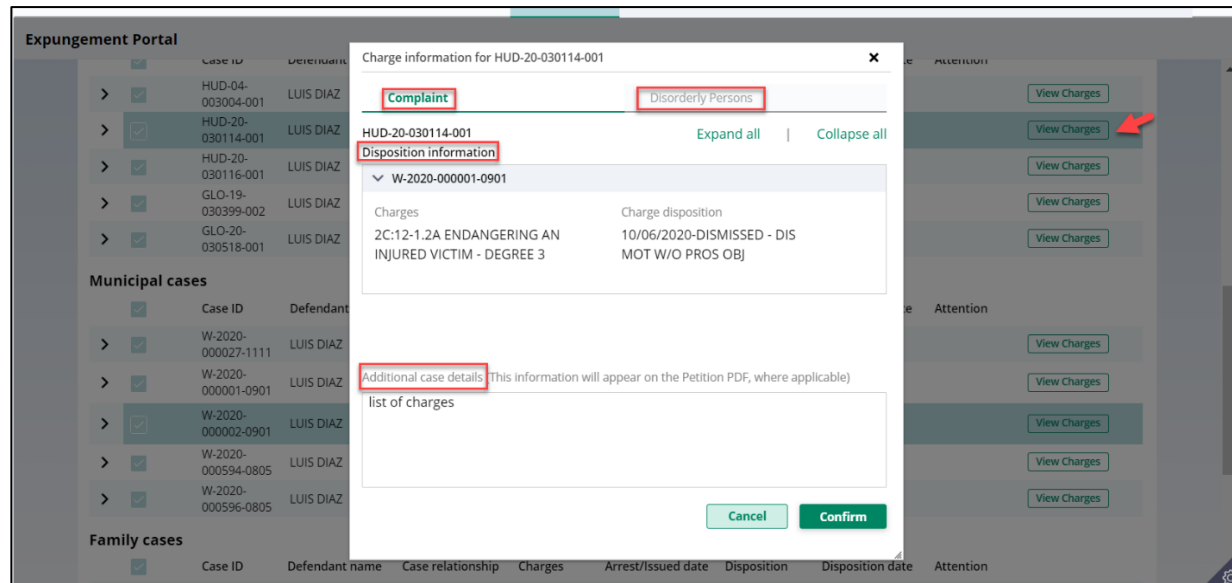 Expungement Portal
Case ID Defendant Attention
HUD-04-
003004-001
LUIS DIAZ
View Charges
HUD-20-
030114-001
LUIS DIAZ
View Charges
HUD-20-
030116-001
LUIS DIAZ
View Charges
GLO-19-
030399-002
LUIS DIAZ
View Charges
GLO-20-
030518-001
LUIS DIAZ
View Charges
Municipal cases
Case ID Defendant Attention
W-2020-
000027-1111
LUIS DIAZ
View Charges
W-2020-
000001-0901
LUIS DIAZ
View Charges
W-2020-
000002-0901
LUIS DIAZ
View Charges
W-2020-
000594-0805
LUIS DIAZ
View Charges
W-2020-
000596-0805
LUIS DIAZ
View Charges
Family cases
Case ID Defendant name Case relationship Charges Arrest/Issued date Disposition Disposition date Attention
Charge information for HUD-20-030114-001
Complaint Disorderly Persons
HUD-20-030114-001 Expand all | Collapse all
Disposition information
W-2020-000001-0901
Charges
2C:12-1.2A ENDANGERING AN
INJURED VICTIM - DEGREE 3
Charge disposition
10/06/2020-DISMISSED - DIS
MOT W/O PROS OBJ
Additional case details (This information will appear on the Petition PDF, where applicable)
list of charges
Cancel Confirm